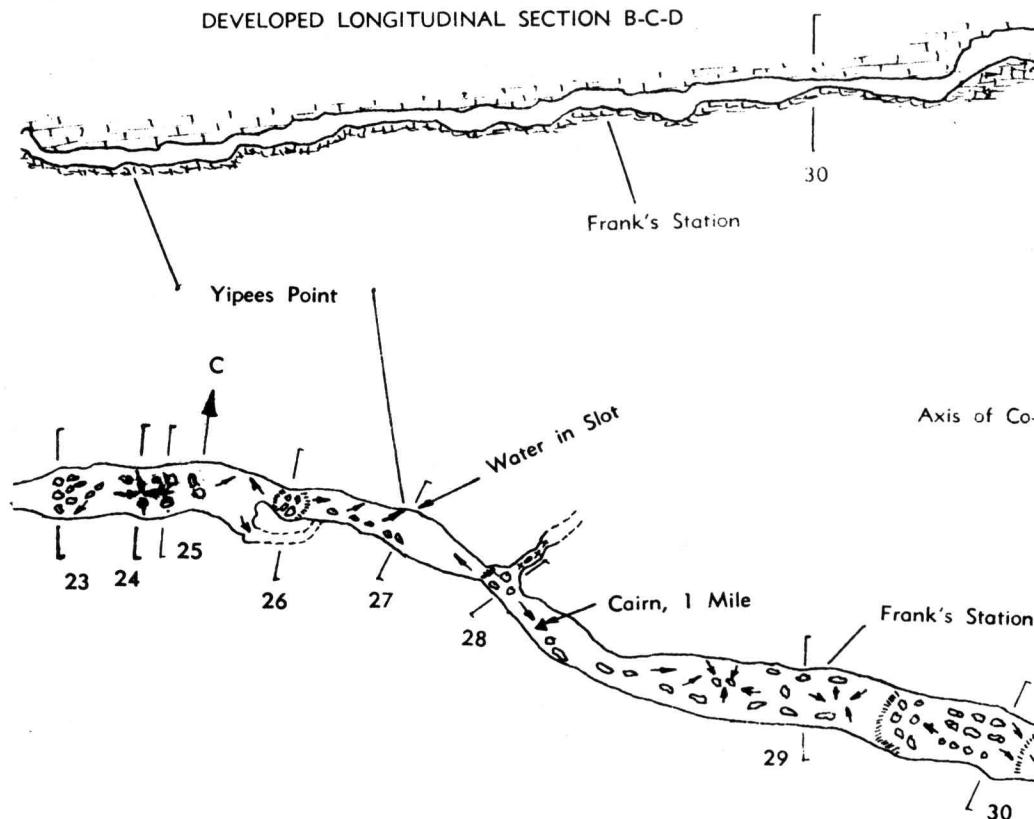 DEVELOPED LONGITUDINAL SECTION B-C-D
30
Frank's Station
Yipees Point
C
Water in Slot
Axis of Co-
23
24
25
26
27
28
Cairn, 1 Mile
Frank's Station
29
30